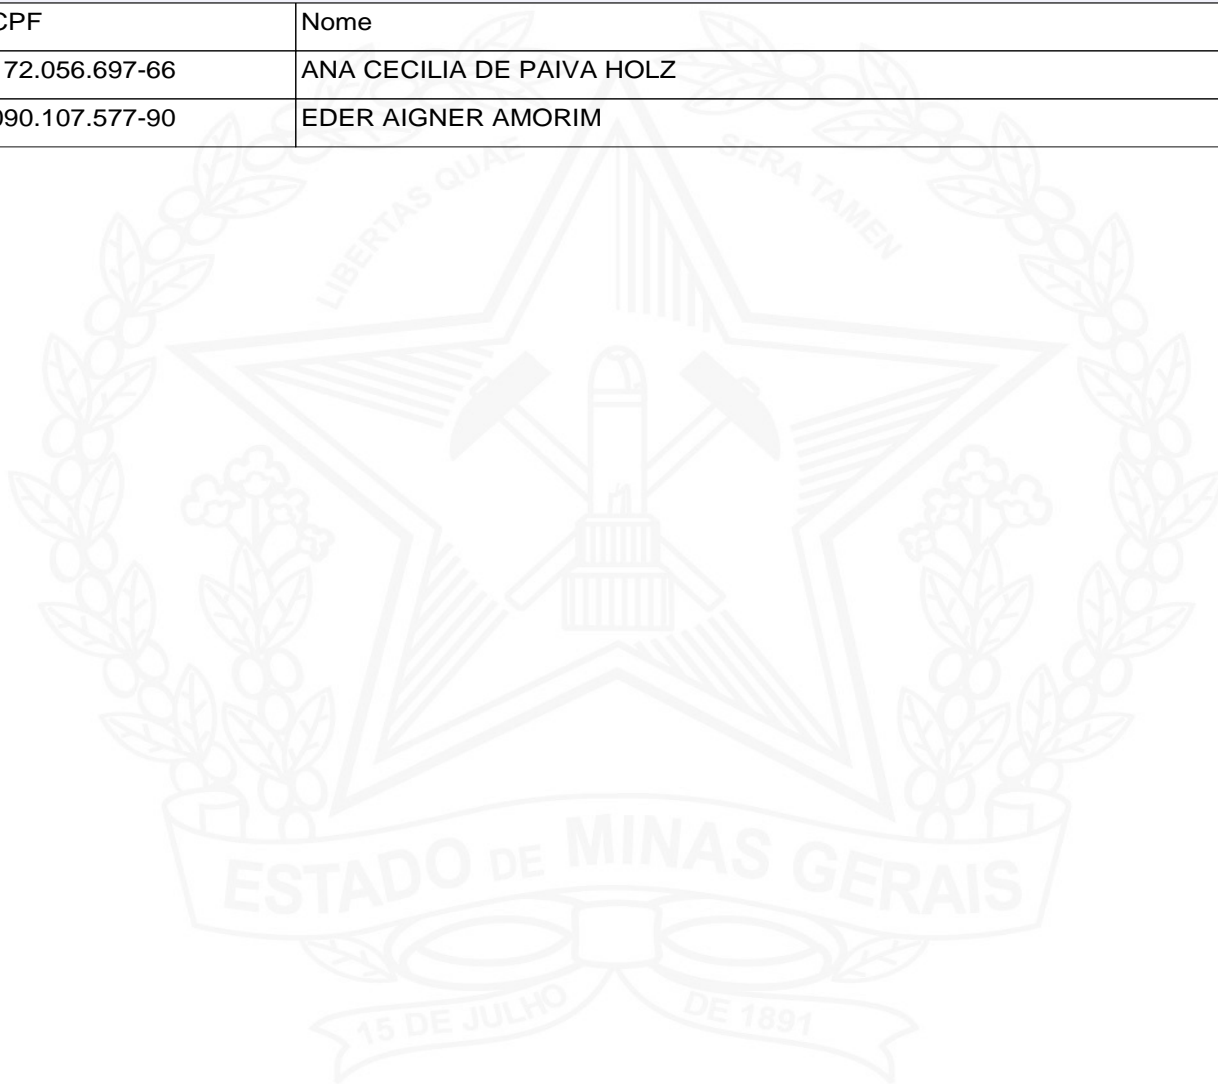 CPF Nome
72.056.697-66 ANA CECILIA DE PAIVA HOLZ
090.107.577-90 EDER AIGNER AMORIM
LIBERTAS QUAE SERA TAMEN
ESTADO DE MINAS GERAIS
15 DE JULHO DE 1891